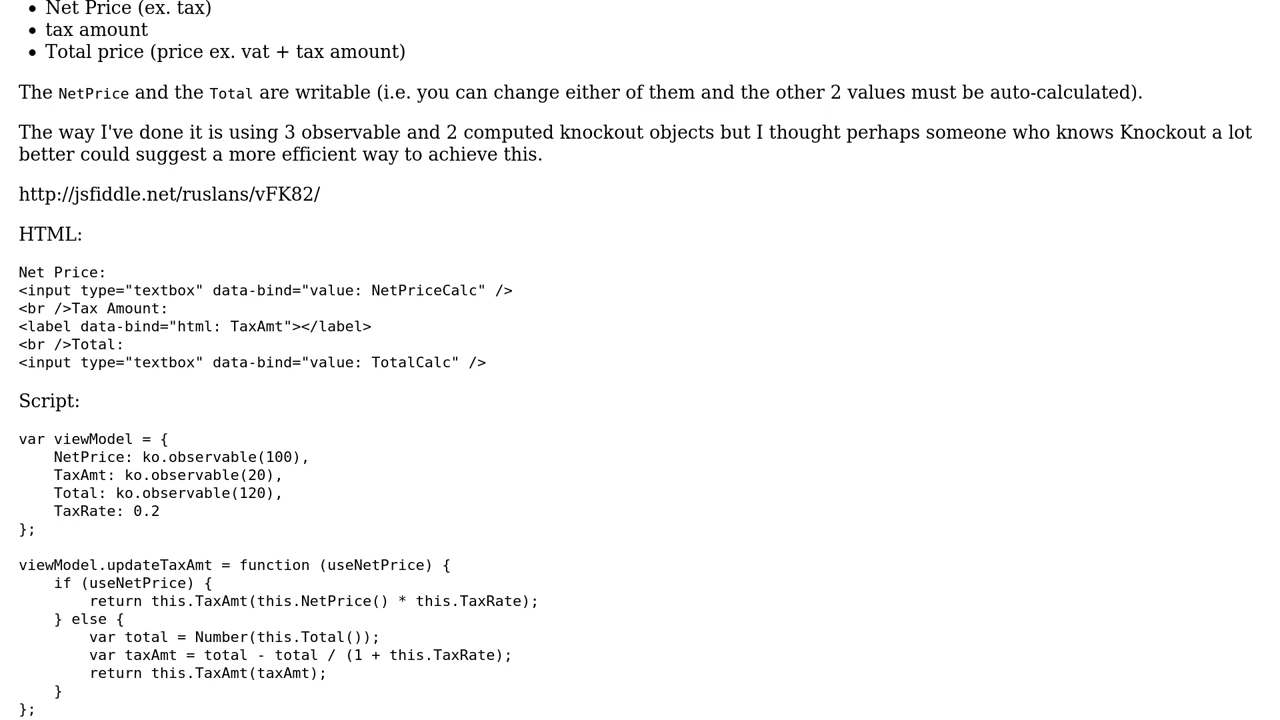 • Net Price (ex. tax)
• tax amount
• Total price (price ex. vat + tax amount)
The NetPrice and the Total are writable (i.e. you can change either of them and the other 2 values must be auto-calculated).
The way I've done it is using 3 observable and 2 computed knockout objects but I thought perhaps someone who knows Knockout a lot
better could suggest a more efficient way to achieve this.
http://jsfiddle.net/ruslans/vFK82/
HTML:
Net Price:
<input type="textbox" data-bind="value: NetPriceCalc" />
<br />Tax Amount:
<label data-bind="html: TaxAmt"></label>
<br />Total:
<input type="textbox" data-bind="value: TotalCalc" />
Script:
var viewModel = {
    NetPrice: ko.observable(100),
    TaxAmt: ko.observable(20),
    Total: ko.observable(120),
    TaxRate: 0.2
};
viewModel.updateTaxAmt = function (useNetPrice) {
    if (useNetPrice) {
        return this.TaxAmt(this.NetPrice() * this.TaxRate);
    } else {
        var total = Number(this.Total());
        var taxAmt = total - total / (1 + this.TaxRate);
        return this.TaxAmt(taxAmt);
    }
};